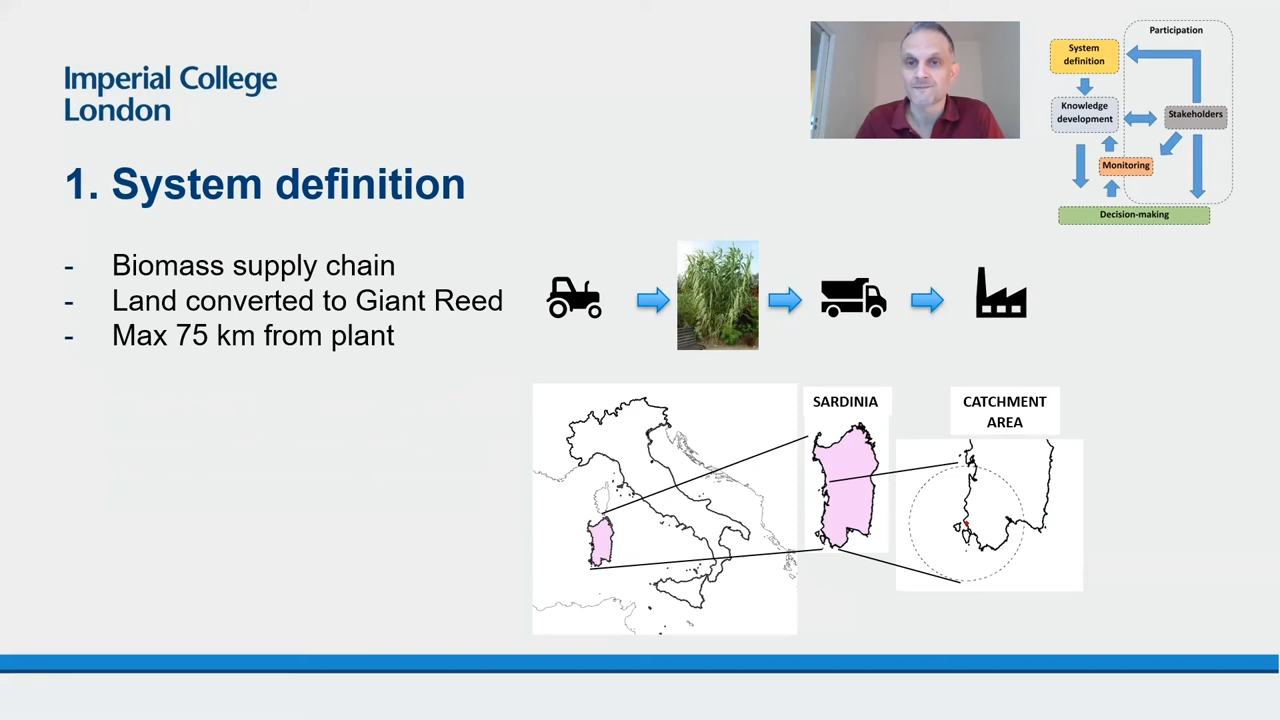 Imperial College
London
Participation
System
definition
Knowledge
development
Stakeholders
Monitoring
Decision-making
1. System definition
- Biomass supply chain
- Land converted to Giant Reed
- Max 75 km from plant
SARDINIA
CATCHMENT
AREA